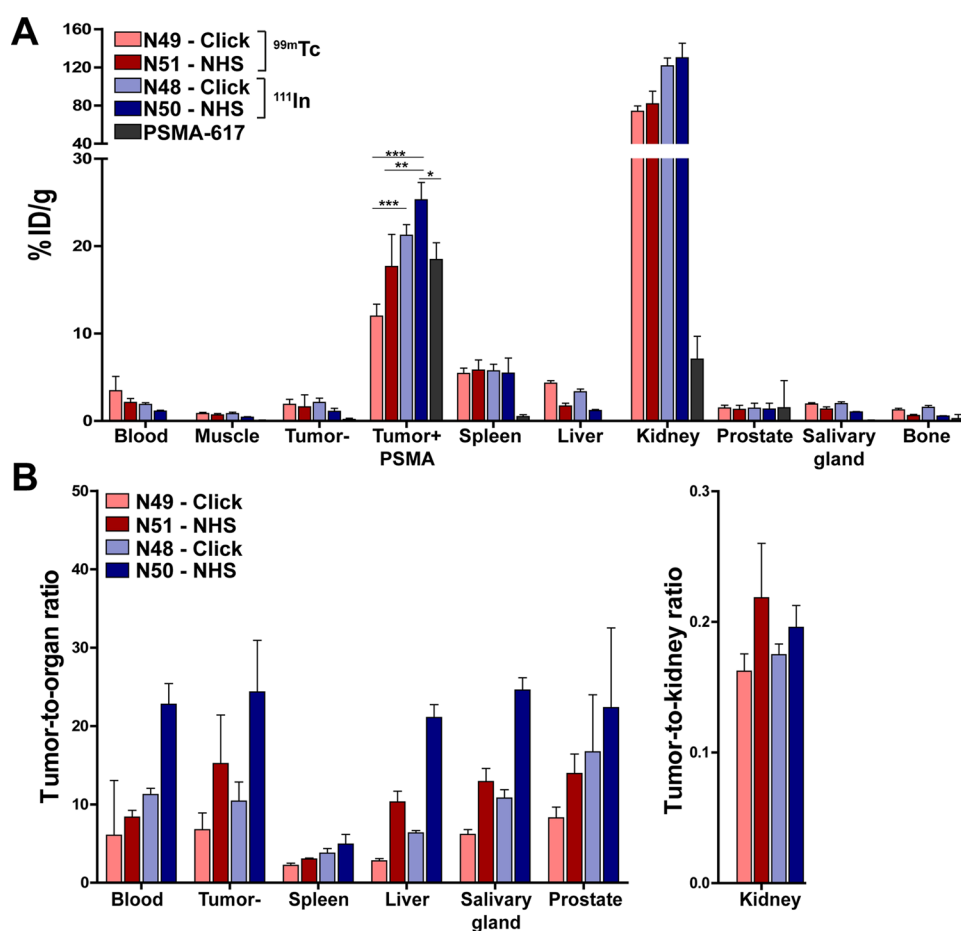 A
160
120
80
40
30
20
10
0
% ID/g
N49 - Click
N51 - NHS
99mTc
N48 - Click
N50 - NHS
111In
PSMA-617
***
**
*
***
Blood
Muscle
Tumor-
Tumor+
PSMA
Spleen
Liver
Kidney
Prostate
Salivary
gland
Bone
B
50
40
30
20
10
0
Tumor-to-organ ratio
N49 - Click
N51 - NHS
N48 - Click
N50 - NHS
Blood
Tumor-
Spleen
Liver
Salivary
gland
Prostate
0.3
0.2
0.1
0.0
Tumor-to-kidney ratio
Kidney